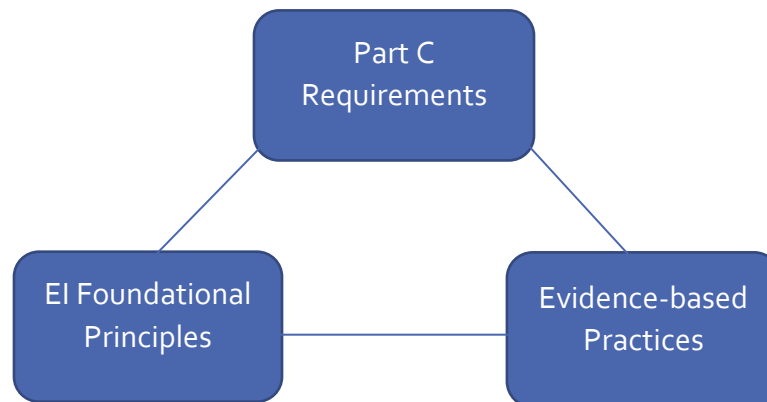 Part C
Requirements
EI Foundational
Principles
Evidence-based
Practices